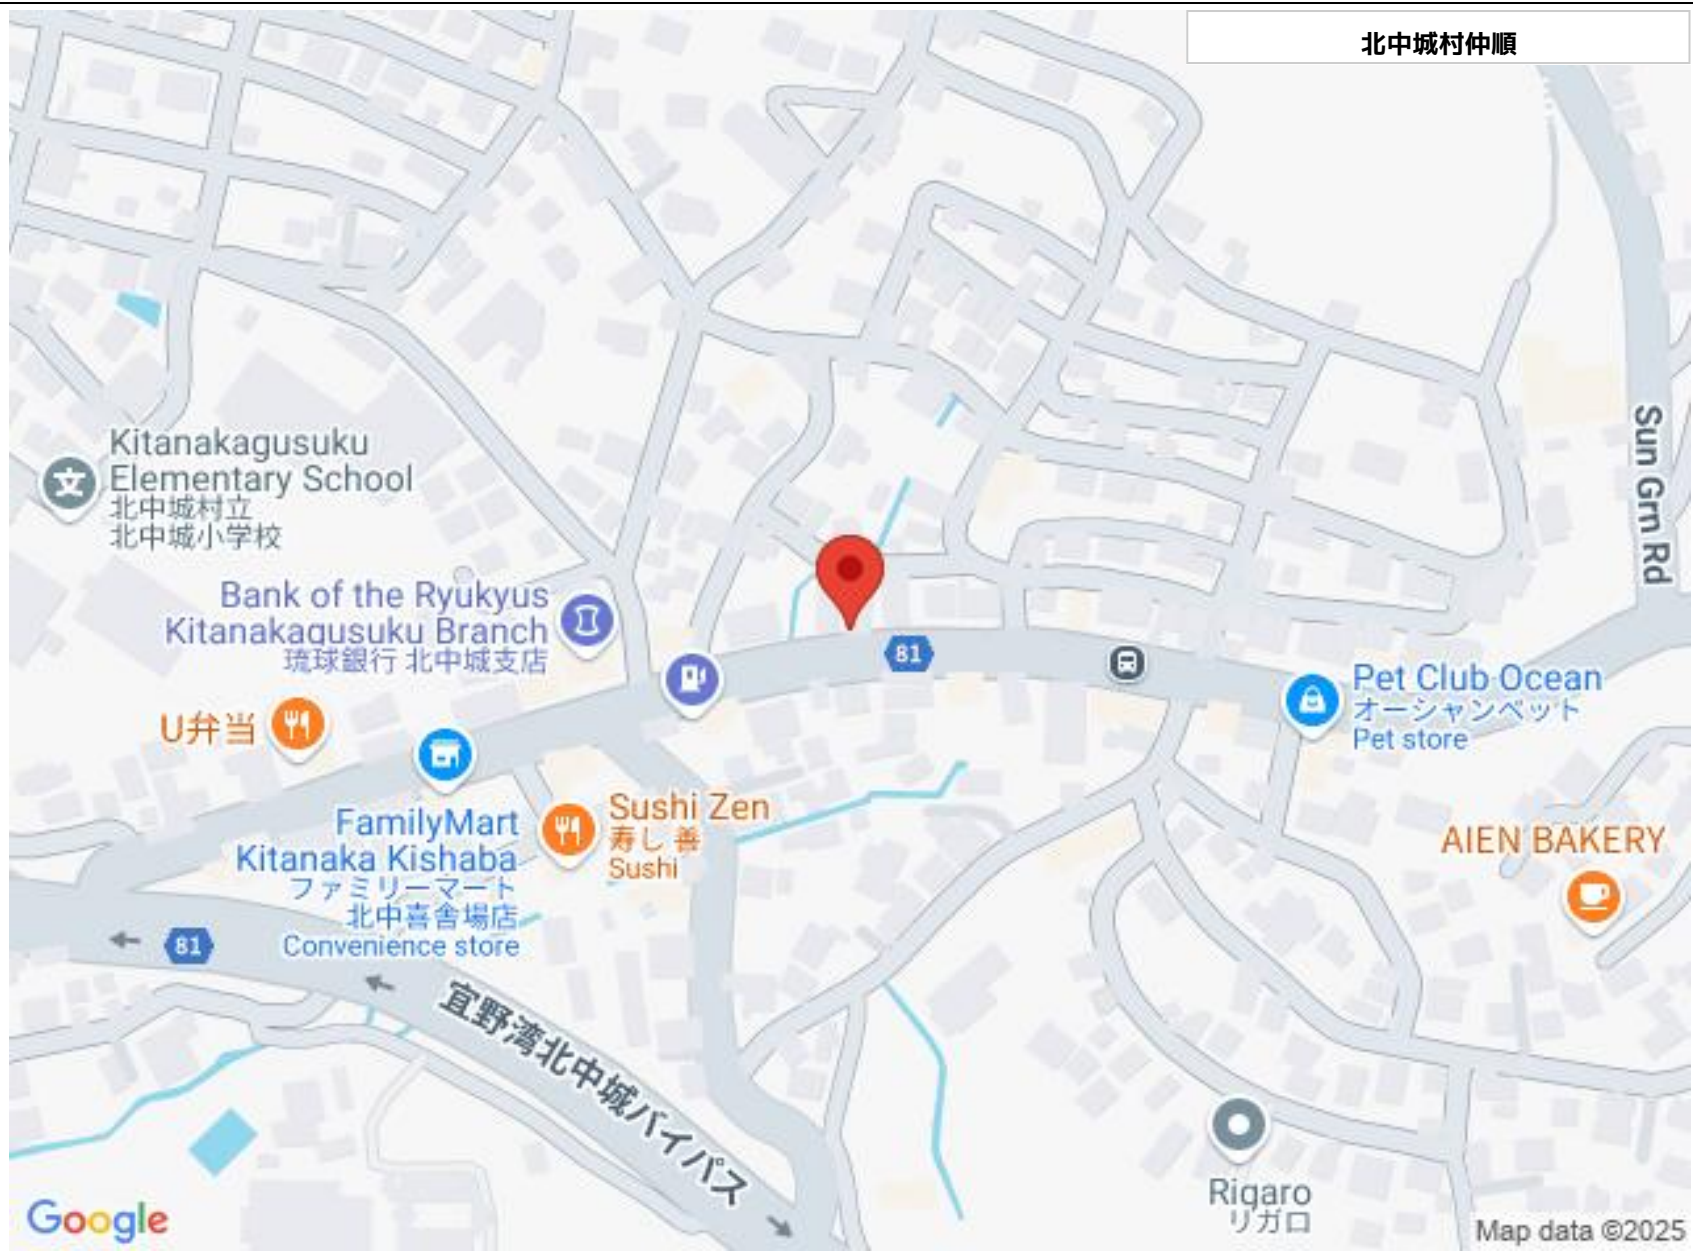 北中城村仲順
Sun Grn Rd
Kitanakagusuku
Elementary School
北中城村立
北中城小学校
Bank of the Ryukyus
Kitanakagusuku Branch
琉球銀行 北中城支店
81
Pet Club Ocean
オーシャンペット
Pet store
U弁当
FamilyMart
Kitanaka Kishaba
ファミリーマート
北中喜舎場店
Convenience store
Sushi Zen
寿し 善
Sushi
AIEN BAKERY
81
宜野湾北中城バイパス
Rigaro
リガロ
Google
Map data ©2025